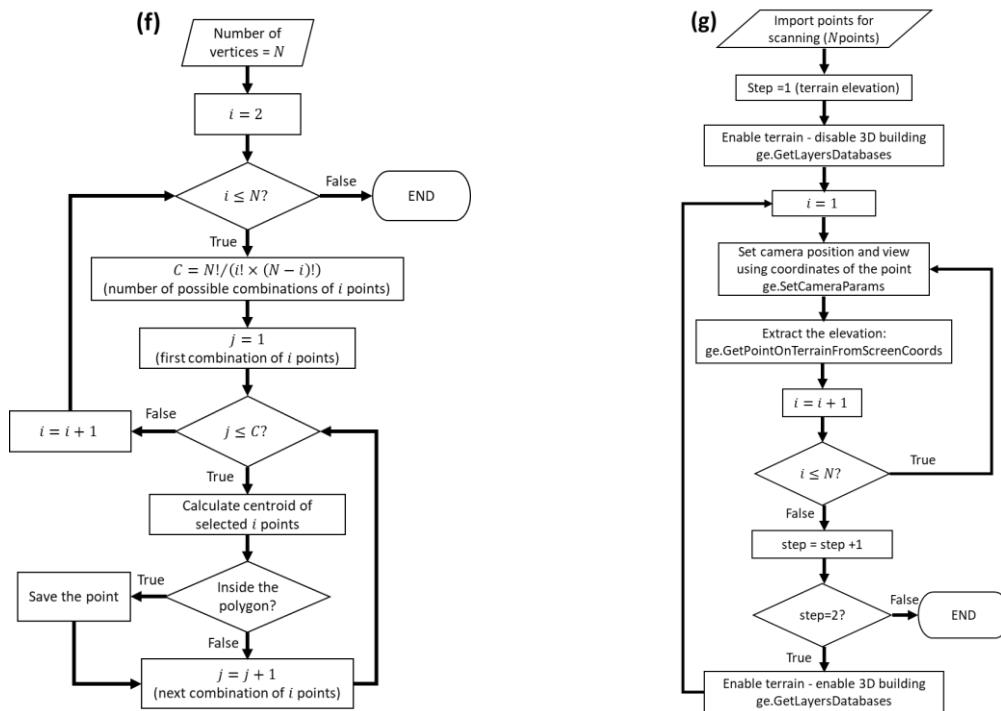 (f)
Number of
vertices = N
i = 2
i ≤ N?
False
END
True
C = N!/(i! × (N − i)!)
(number of possible combinations of i points)
j = 1
(first combination of i points)
i = i + 1
False
j ≤ C?
True
Calculate centroid of
selected i points
Save the point
True
Inside the
polygon?
False
j = j + 1
(next combination of i points)
(g)
Import points for
scanning (N points)
Step =1 (terrain elevation)
Enable terrain - disable 3D building
ge.GetLayersDatabases
i = 1
Set camera position and view
using coordinates of the point
ge.SetCameraParams
Extract the elevation:
ge.GetPointOnTerrainFromScreenCoords
i = i + 1
i ≤ N?
True
False
step = step +1
step=2?
False
END
True
Enable terrain - enable 3D building
ge.GetLayersDatabases